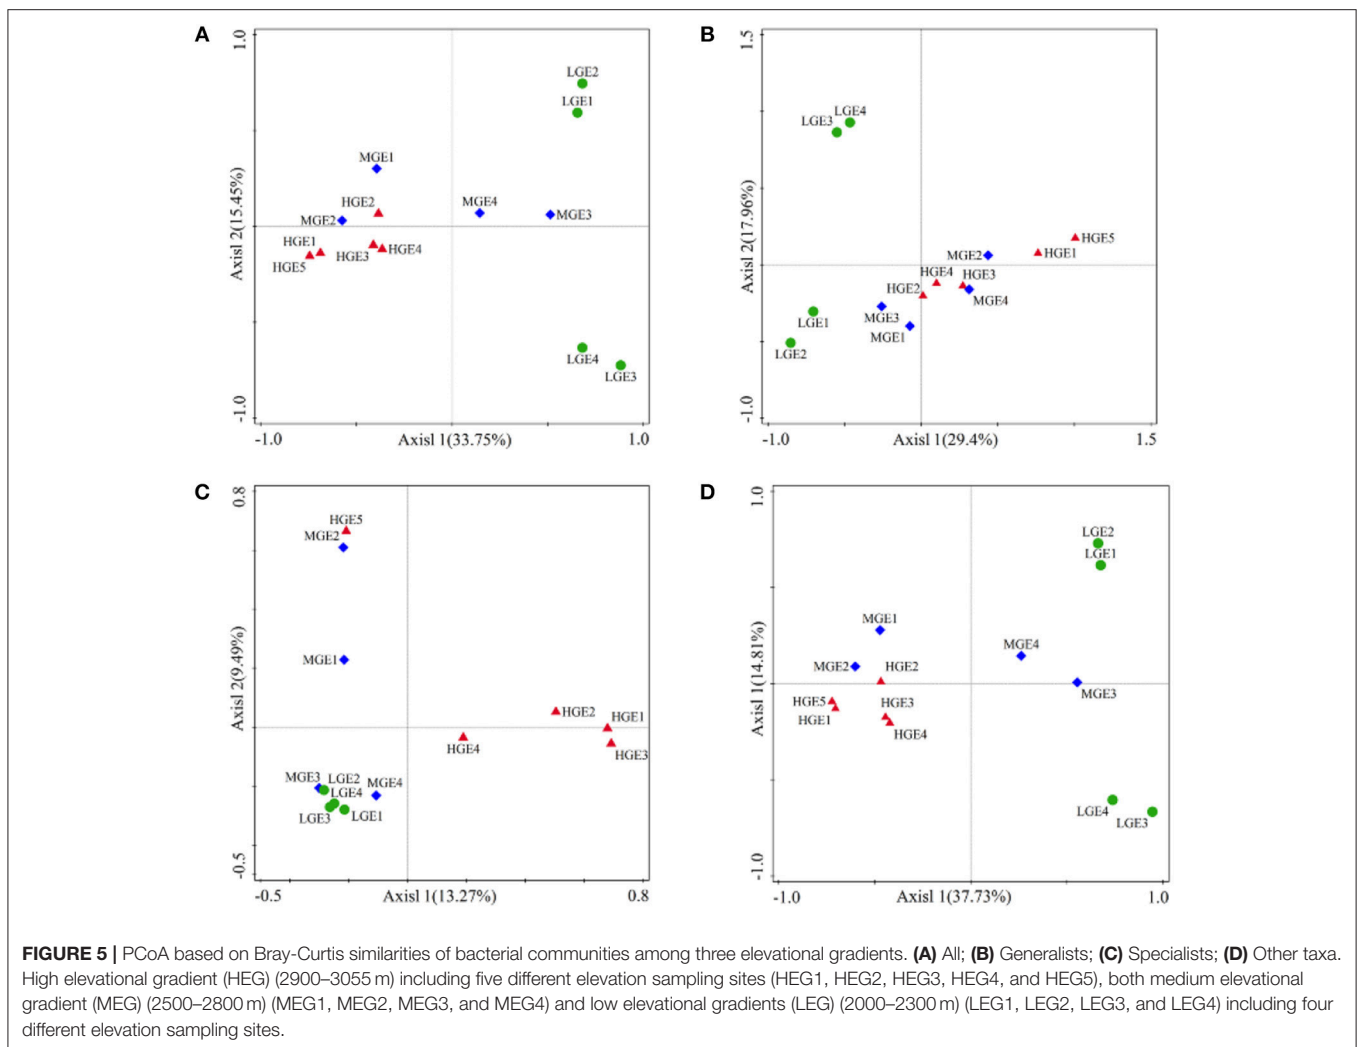 A
1.0
LGE2
LGE1
MGE1
HGE2
MGE2
MGE4
MGE3
HGE1
HGE5
HGE3
HGE4
LGE4
LGE3
Axisl 2(15.45%)
-1.0
-1.0
Axisl 1(33.75%)
1.0
B
1.5
LGE4
LGE3
HGE5
MGE2
HGE1
HGE4
HGE3
HGE2
MGE4
MGE3
MGE1
LGE1
LGE2
Axisl 2(17.96%)
-1.0
-1.0
Axisl 1(29.4%)
1.5
C
0.8
HGE5
MGE2
MGE1
HGE2
HGE1
HGE4
HGE3
MGE3
LGE2
MGE4
LGE4
LGE3
LGE1
Axisl 2(9.49%)
-0.5
-0.5
Axisl 1(13.27%)
0.8
D
1.0
LGE2
LGE1
MGE1
MGE4
MGE2
HGE2
MGE3
HGE5
HGE3
HGE1
HGE4
LGE4
LGE3
Axisl 1(14.81%)
-1.0
-1.0
Axisl 1(37.73%)
1.0
FIGURE 5 | PCoA based on Bray-Curtis similarities of bacterial communities among three elevational gradients. (A) All; (B) Generalists; (C) Specialists; (D) Other taxa.
High elevational gradient (HEG) (2900–3055 m) including five different elevation sampling sites (HEG1, HEG2, HEG3, HEG4, and HEG5), both medium elevational
gradient (MEG) (2500–2800 m) (MEG1, MEG2, MEG3, and MEG4) and low elevational gradients (LEG) (2000–2300 m) (LEG1, LEG2, LEG3, and LEG4) including four
different elevation sampling sites.